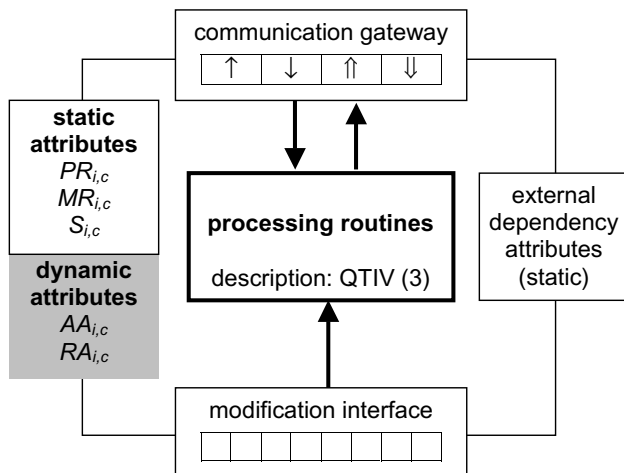 communication gateway
↑ ↓ ⇑ ⇓
static
attributes
PRi,c
MRi,c
Si,c
dynamic
attributes
AAi,c
RAi,c
processing routines
description: QTIV (3)
external
dependency
attributes
(static)
modification interface